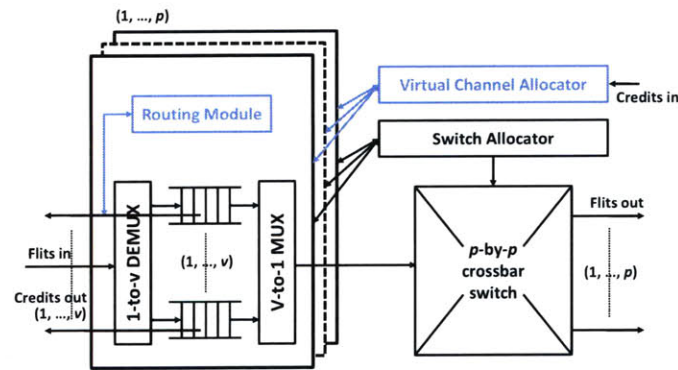 (1, ..., p)
Virtual Channel Allocator
Credits in
Routing Module
Switch Allocator
Flits out
1-to-v DEMUX
V-to-1 MUX
Flits in
(1, ..., v)
p-by-p
crossbar
switch
(1, ..., p)
Credits out
(1, ..., v)